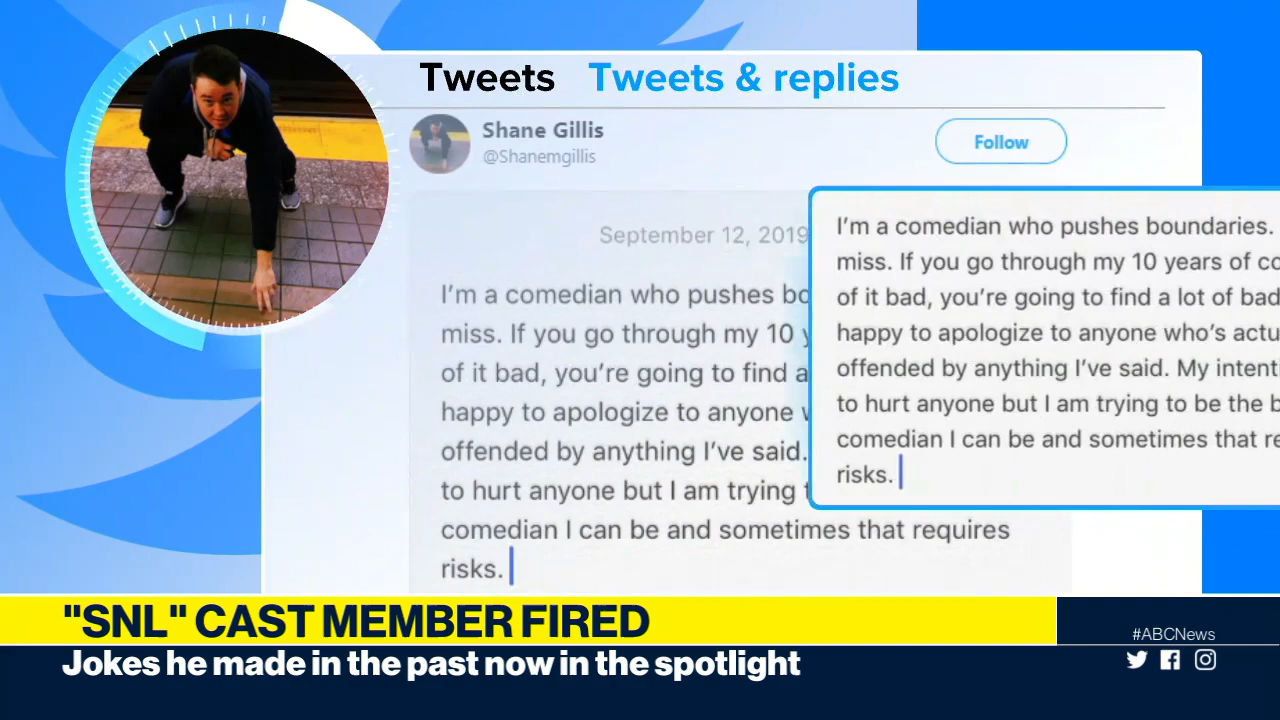 Tweets Tweets & replies
Shane Gillis
@Shanemgillis
Follow
September 12, 2019
I'm a comedian who pushes
miss. If you go through my 10
of it bad, you're going to find a
happy to apologize to anyone
offended by anything I've said.
to hurt anyone but I am trying
comedian I can be and sometimes that requires
risks.
I'm a comedian who pushes boundaries.
miss. If you go through my 10 years of
of it bad, you're going to find a lot of bad
happy to apologize to anyone who's
offended by anything I've said. My
to hurt anyone but I am trying to be the
comedian I can be and sometimes that
risks.
"SNL" CAST MEMBER FIRED
Jokes he made in the past now in the spotlight
#ABCNews